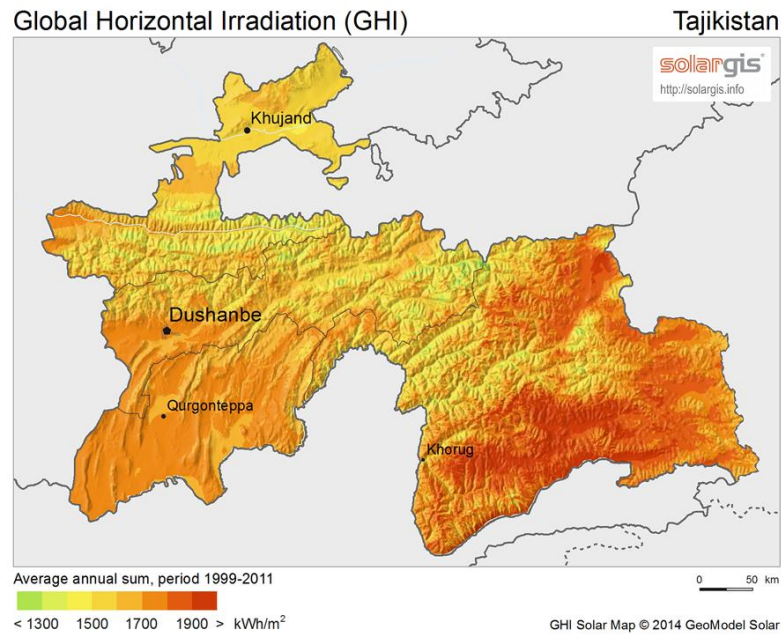 Global Horizontal Irradiation (GHI)
Tajikistan
solargis
http://solargis.info
Khujand
Dushanbe
Qurgonteppa
Khorug
Average annual sum, period 1999-2011
< 1300 1500 1700 1900 > kWh/m²
0 50 km
GHI Solar Map © 2014 GeoModel Solar